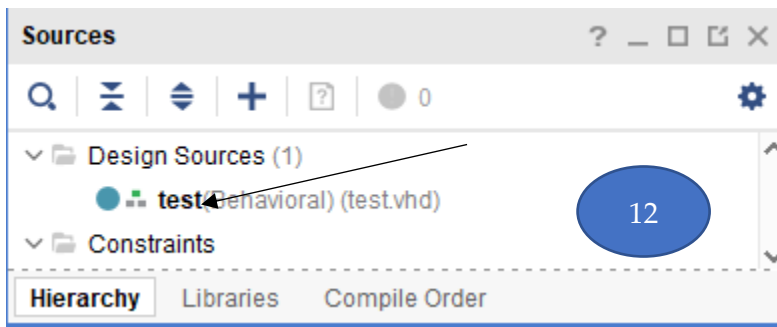 Sources ? _
0
Design Sources (1)
test(Behavioral) (test.vhd)
12
Constraints
Hierarchy Libraries Compile Order